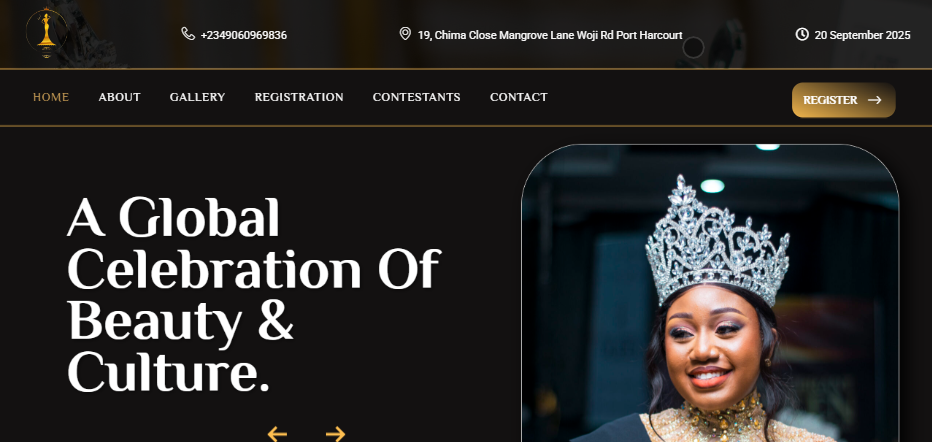 +2349060969836
19, Chima Close Mangrove Lane Woji Rd Port Harcourt
20 September 2025
HOME
ABOUT
GALLERY
REGISTRATION
CONTESTANTS
CONTACT
REGISTER
A Global
Celebration Of
Beauty &
Culture.